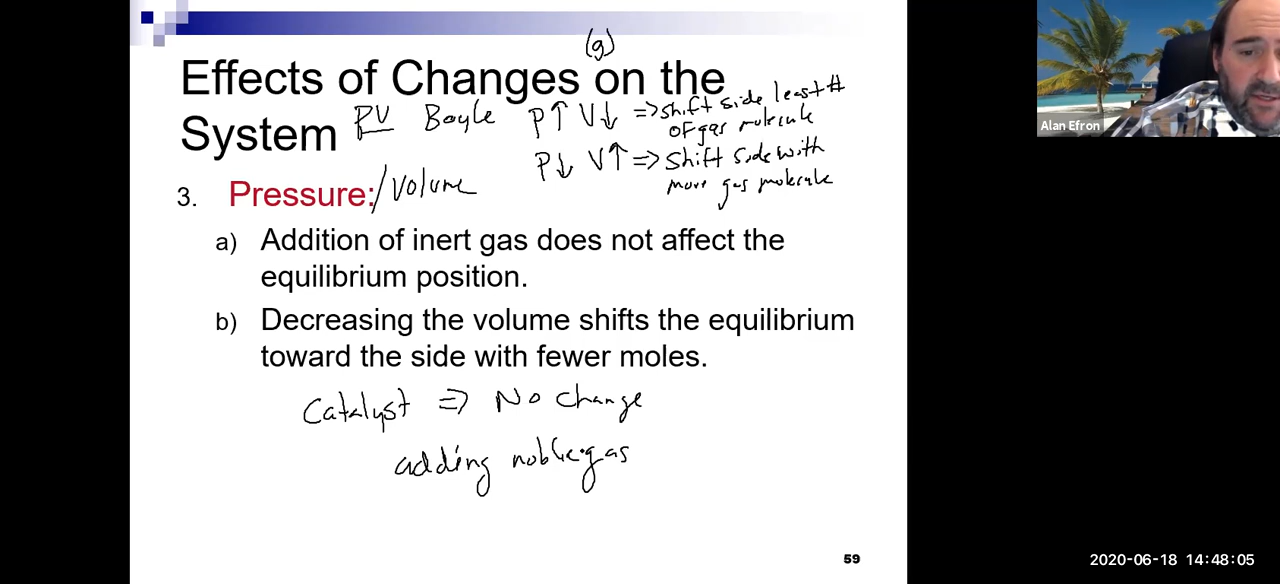 (g)
Effects of Changes on the
System
PV Boyle P↑ V↓ => shift side least #
of gas molecule
P↓ V↑ => shift side with
more gas molecule
3. Pressure: /Volume
a) Addition of inert gas does not affect the
equilibrium position.
b) Decreasing the volume shifts the equilibrium
toward the side with fewer moles.
Catalyst => No change
adding noble gas
59
Alan Efron
2020-06-18 14:48:05